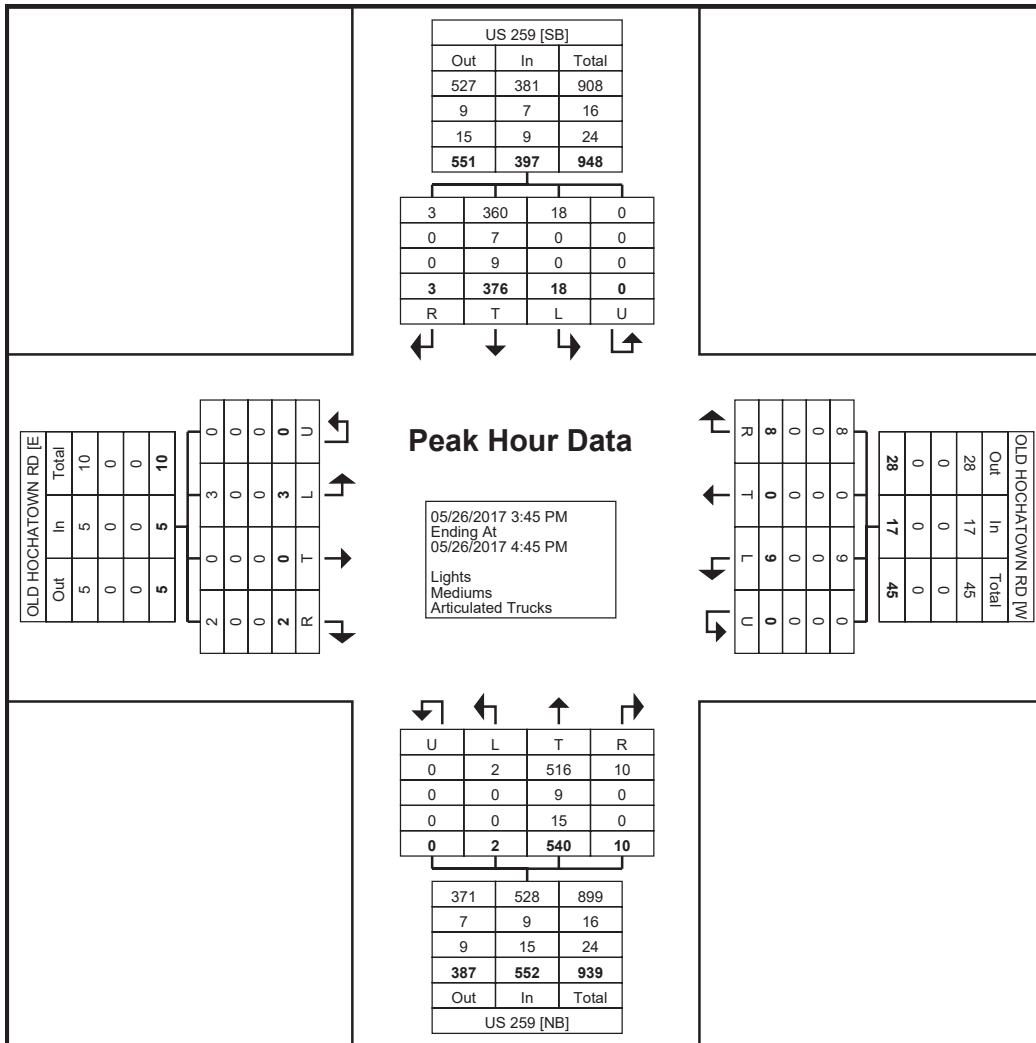 US 259 [SB]
Out In Total
527 381 908
9 7 16
15 9 24
551 397 948
3 360 18 0
0 7 0 0
0 9 0 0
3 376 18 0
R T L U
Peak Hour Data
05/26/2017 3:45 PM
Ending At
05/26/2017 4:45 PM
Lights
Mediums
Articulated Trucks
OLD HOCHATOWN RD [E
Out In Total
5 5 10
0 0 0
0 0 0
5 5 10
2 0 3 0
0 0 0 0
0 0 0 0
2 0 3 0
R T L U
OLD HOCHATOWN RD [W
Out In Total
28 17 45
0 0 0
0 0 0
28 17 45
8 0 9 0
0 0 0 0
0 0 0 0
8 0 9 0
R T L U
U L T R
0 2 516 10
0 0 9 0
0 0 15 0
0 2 540 10
371 528 899
7 9 16
9 15 24
387 552 939
Out In Total
US 259 [NB]